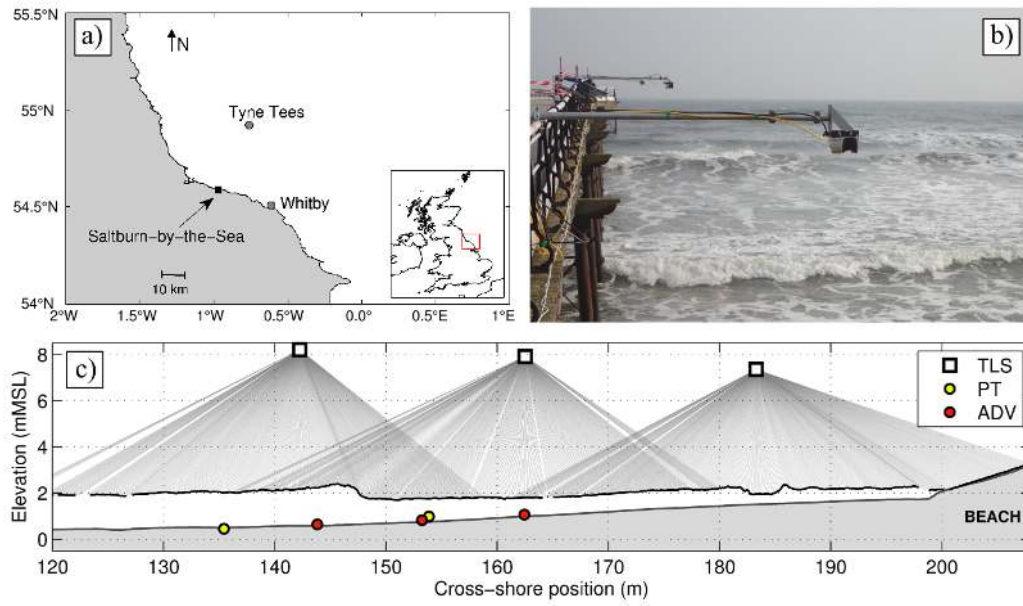 a)
N
Tyne Tees
Whitby
Saltburn-by-the-Sea
10 km
55.5°N
55°N
54.5°N
54°N
2°W 1.5°W 1°W 0.5°W 0.0° 0.5°E 1°E
b)
c)
TLS
PT
ADV
BEACH
Elevation (mMSL)
8
6
4
2
0
120 130 140 150 160 170 180 190 200
Cross-shore position (m)